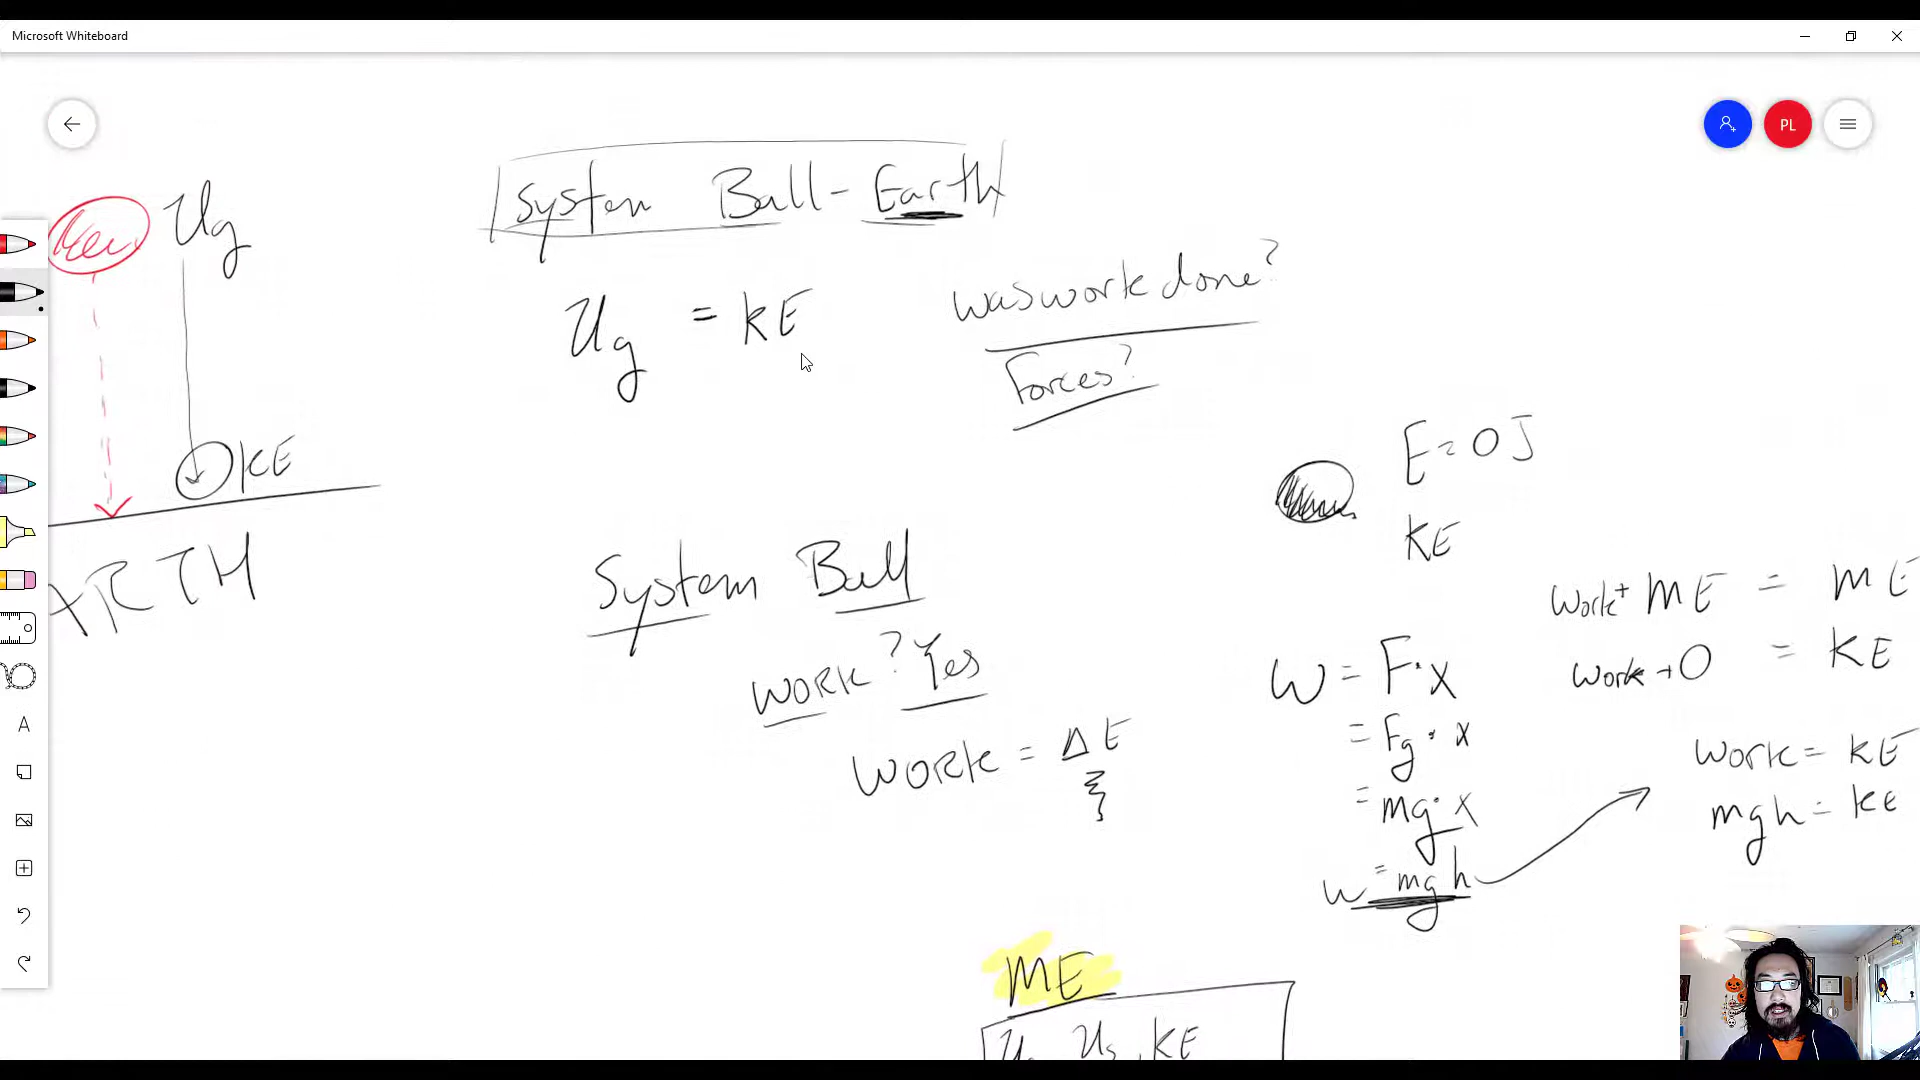 Microsoft Whiteboard
PL
System Ball - Earth
Ug
Ug = KE
was work done?
Forces?
KE
ARTH
E = 0 J
KE
System Ball
work? Yes
work = Δ E
work + ME = ME
work + 0 = KE
W = F · x
= Fg · x
= mg · x
w = mgh
work = KE
mgh = KE
ME
Us, KE
A